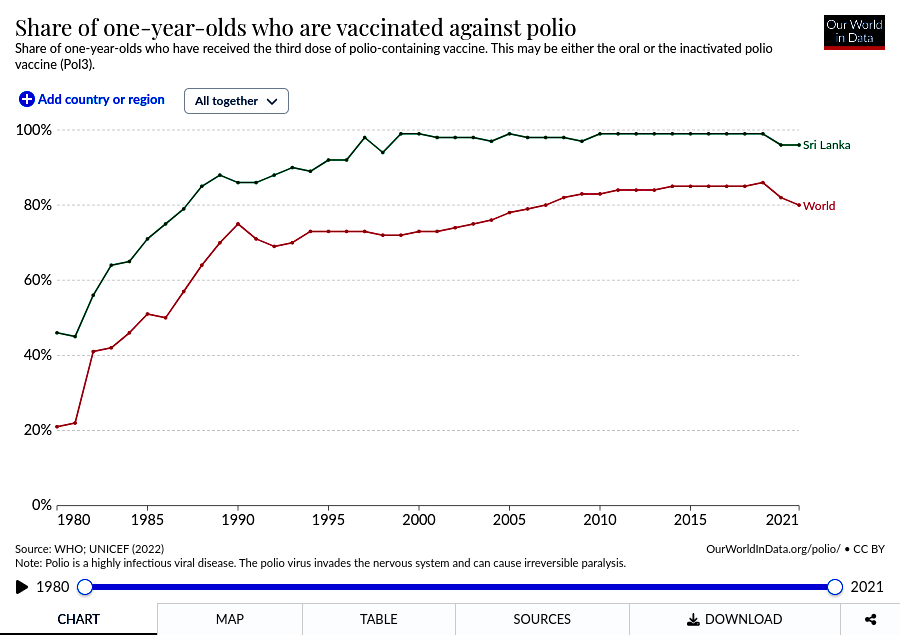 Share of one-year-olds who are vaccinated against polio
Share of one-year-olds who have received the third dose of polio-containing vaccine. This may be either the oral or the inactivated polio
vaccine (Pol3).
Our World
in Data
Add country or region
All together
100%
80%
60%
40%
20%
0%
Sri Lanka
World
1980
1985
1990
1995
2000
2005
2010
2015
2021
Source: WHO; UNICEF (2022)
OurWorldInData.org/polio/ • CC BY
Note: Polio is a highly infectious viral disease. The polio virus invades the nervous system and can cause irreversible paralysis.
1980
2021
CHART
MAP
TABLE
SOURCES
DOWNLOAD